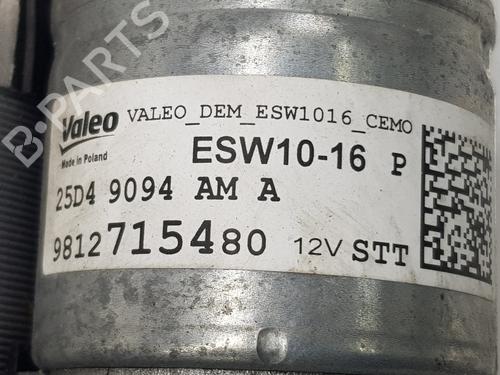 Valeo VALEO_DEM_ESW1016_CEMO
Made in Poland
ESW10-16 P
25D4 9094 AM A
9812715480 12V STT
B-PARTS